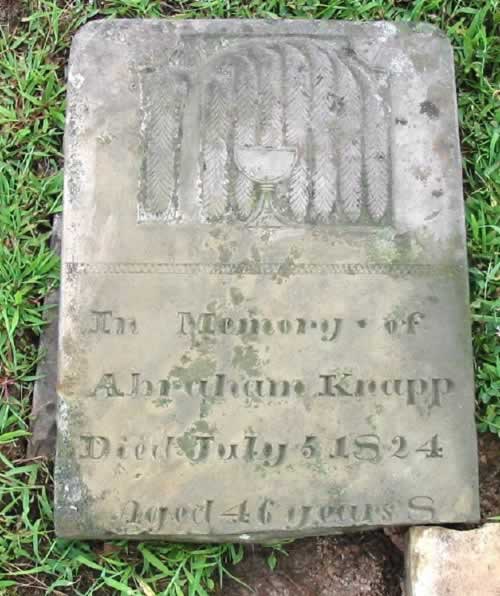 In Memory · of
Abraham Knapp
Died July 5 1824
Aged 46 years 8